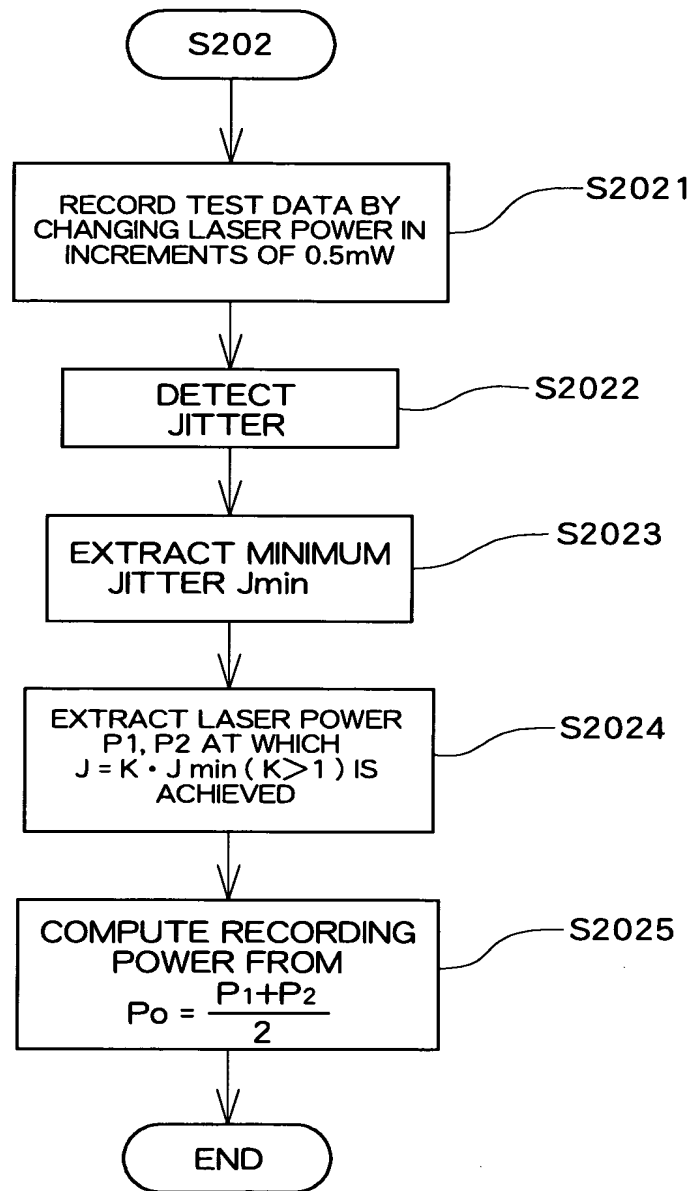 S202
RECORD TEST DATA BY
CHANGING LASER POWER IN
INCREMENTS OF 0.5mW
S2021
DETECT
JITTER
S2022
EXTRACT MINIMUM
JITTER Jmin
S2023
EXTRACT LASER POWER
P1, P2 AT WHICH
J = K · J min ( K>1 ) IS
ACHIEVED
S2024
COMPUTE RECORDING
POWER FROM
Po = P1+P2
2
S2025
END